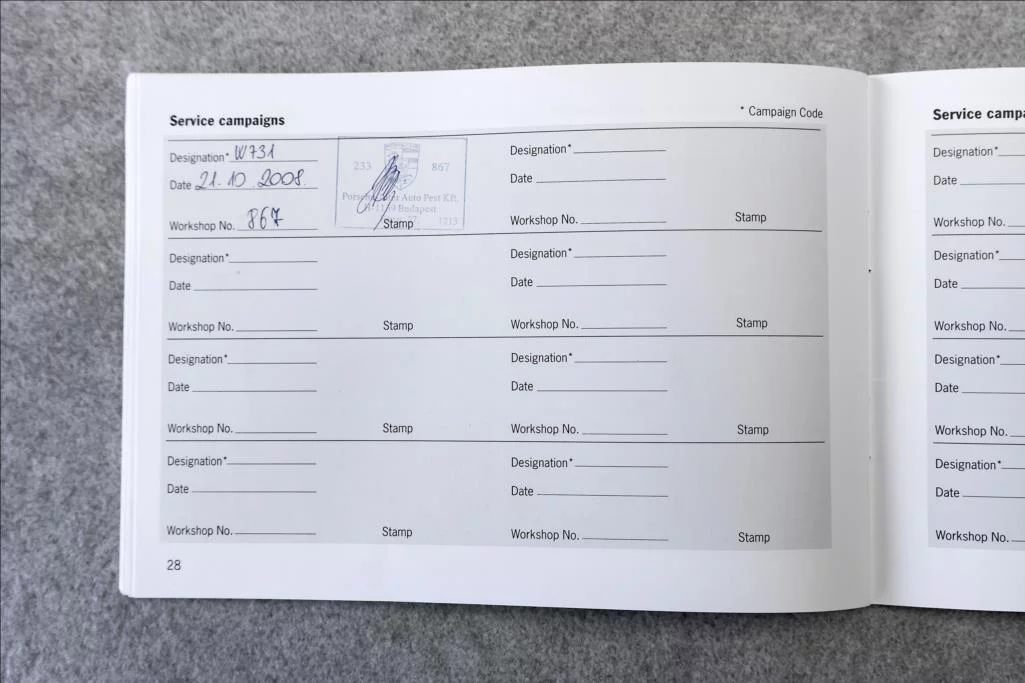 Service campaigns
* Campaign Code
Designation* W731
Date 21.10.2008.
Workshop No. 867
233 867
Auto Pest Kft.
Budapest
1213
Stamp
Designation*
Date
Workshop No. Stamp
Designation*
Date
Workshop No. Stamp
Designation*
Date
Workshop No. Stamp
Designation*
Date
Workshop No. Stamp
Designation*
Date
Workshop No. Stamp
Designation*
Date
Workshop No. Stamp
Designation*
Date
Workshop No. Stamp
28
Service campa
Designation*
Date
Workshop No.
Designation*
Date
Workshop No.
Designation*
Date
Workshop No.
Designation*
Date
Workshop No.